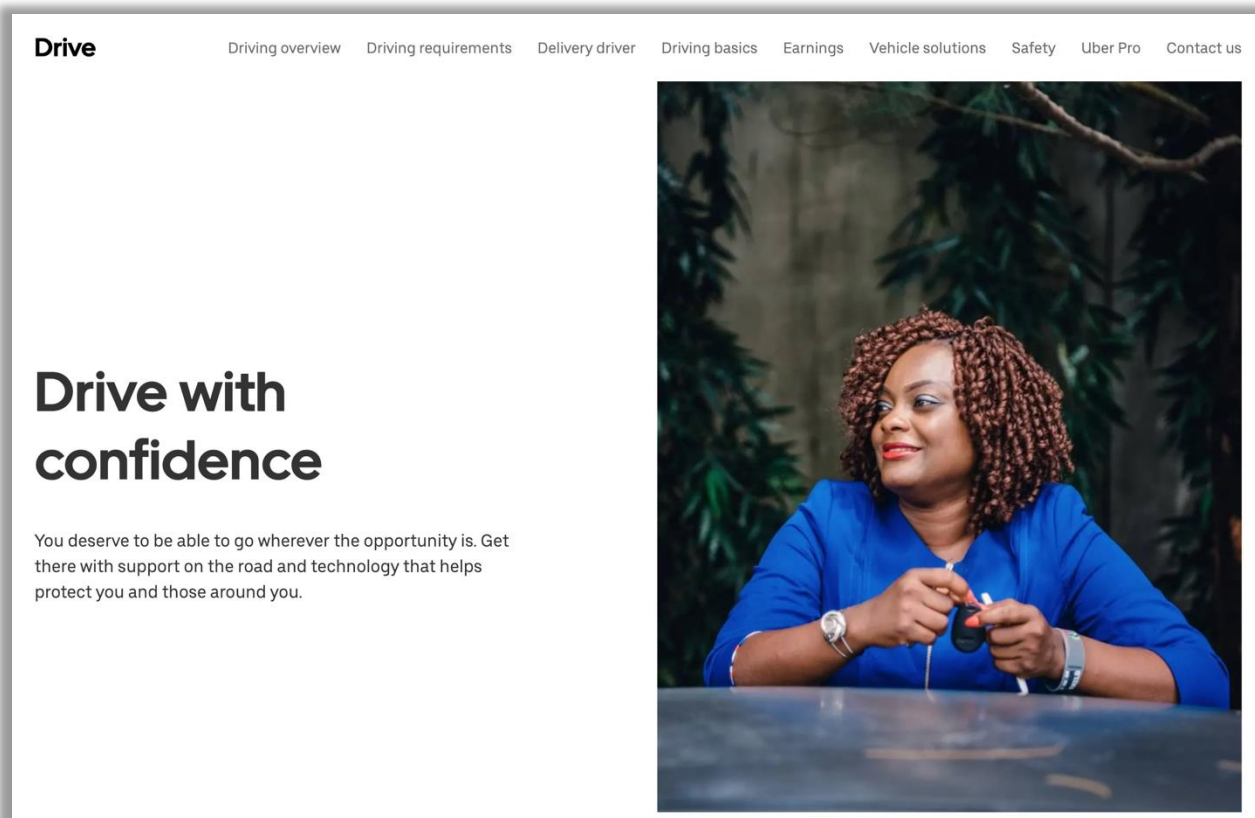 Drive
Driving overview
Driving requirements
Delivery driver
Driving basics
Earnings
Vehicle solutions
Safety
Uber Pro
Contact us
Drive with
confidence
You deserve to be able to go wherever the opportunity is. Get
there with support on the road and technology that helps
protect you and those around you.